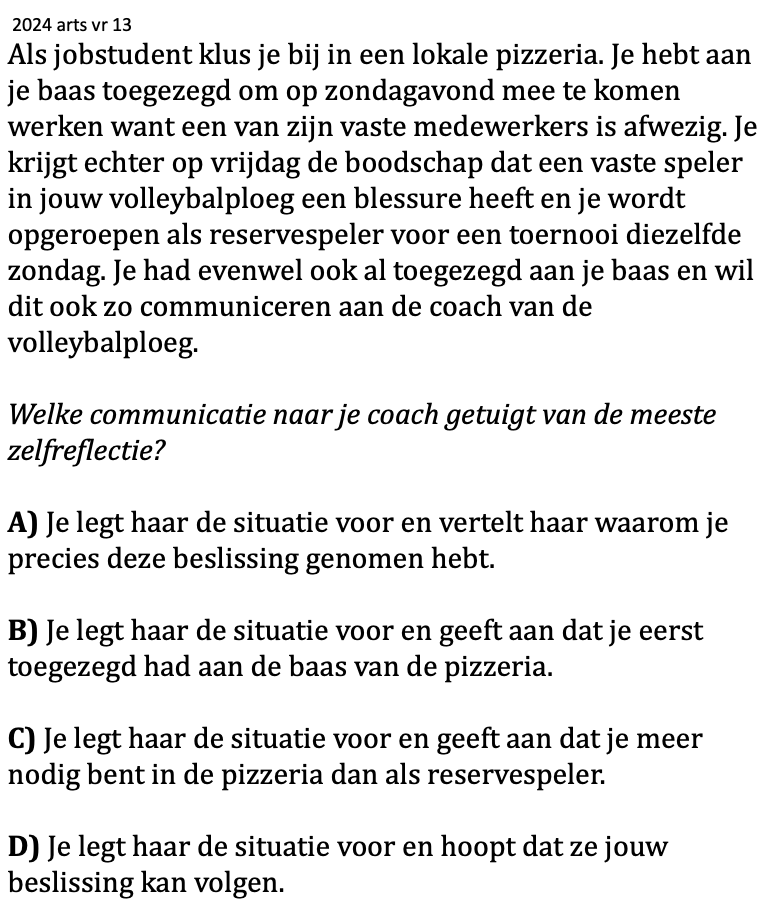 2024 arts vr 13
Als jobstudent klus je bij in een lokale pizzeria. Je hebt aan
je baas toegezegd om op zondagavond mee te komen
werken want een van zijn vaste medewerkers is afwezig. Je
krijgt echter op vrijdag de boodschap dat een vaste speler
in jouw volleybalploeg een blessure heeft en je wordt
opgeroepen als reservespeler voor een toernooi diezelfde
zondag. Je had evenwel ook al toegezegd aan je baas en wil
dit ook zo communiceren aan de coach van de
volleybalploeg.
Welke communicatie naar je coach getuigt van de meeste
zelfreflectie?
A) Je legt haar de situatie voor en vertelt haar waarom je
precies deze beslissing genomen hebt.
B) Je legt haar de situatie voor en geeft aan dat je eerst
toegezegd had aan de baas van de pizzeria.
C) Je legt haar de situatie voor en geeft aan dat je meer
nodig bent in de pizzeria dan als reservespeler.
D) Je legt haar de situatie voor en hoopt dat ze jouw
beslissing kan volgen.